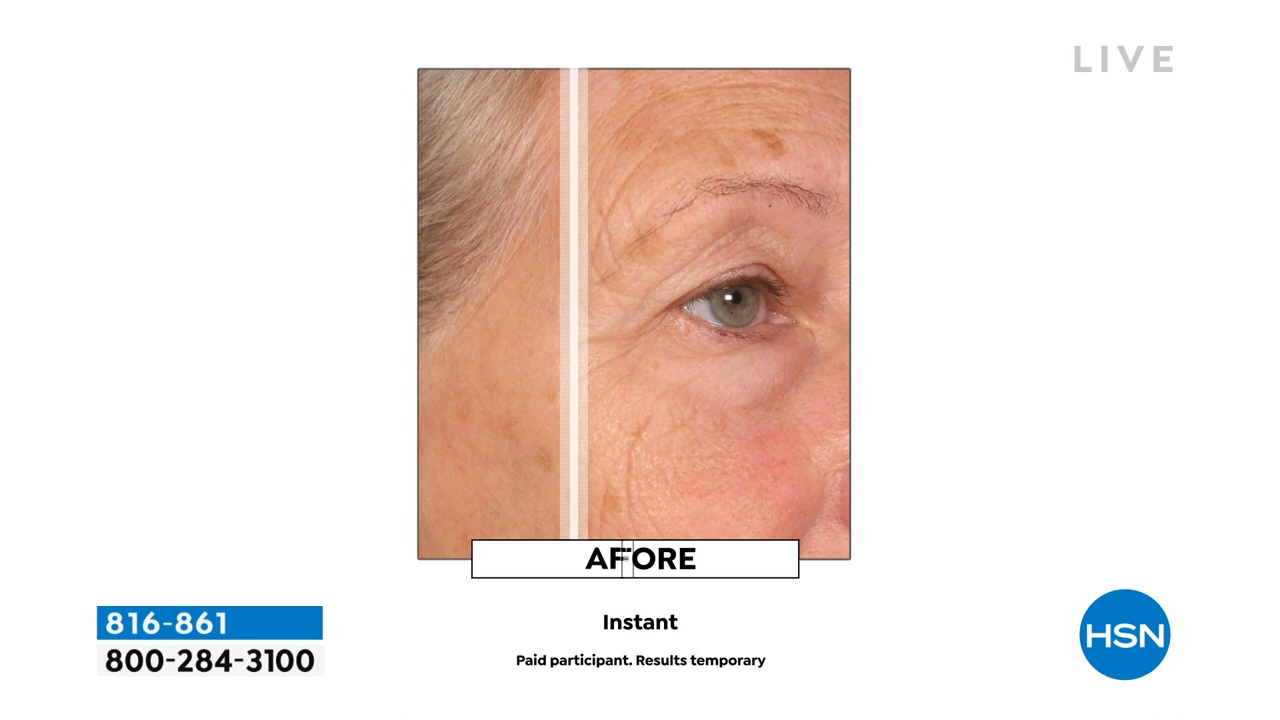 LIVE
AFORE
Instant
Paid participant. Results temporary
816-861
800-284-3100
HSN